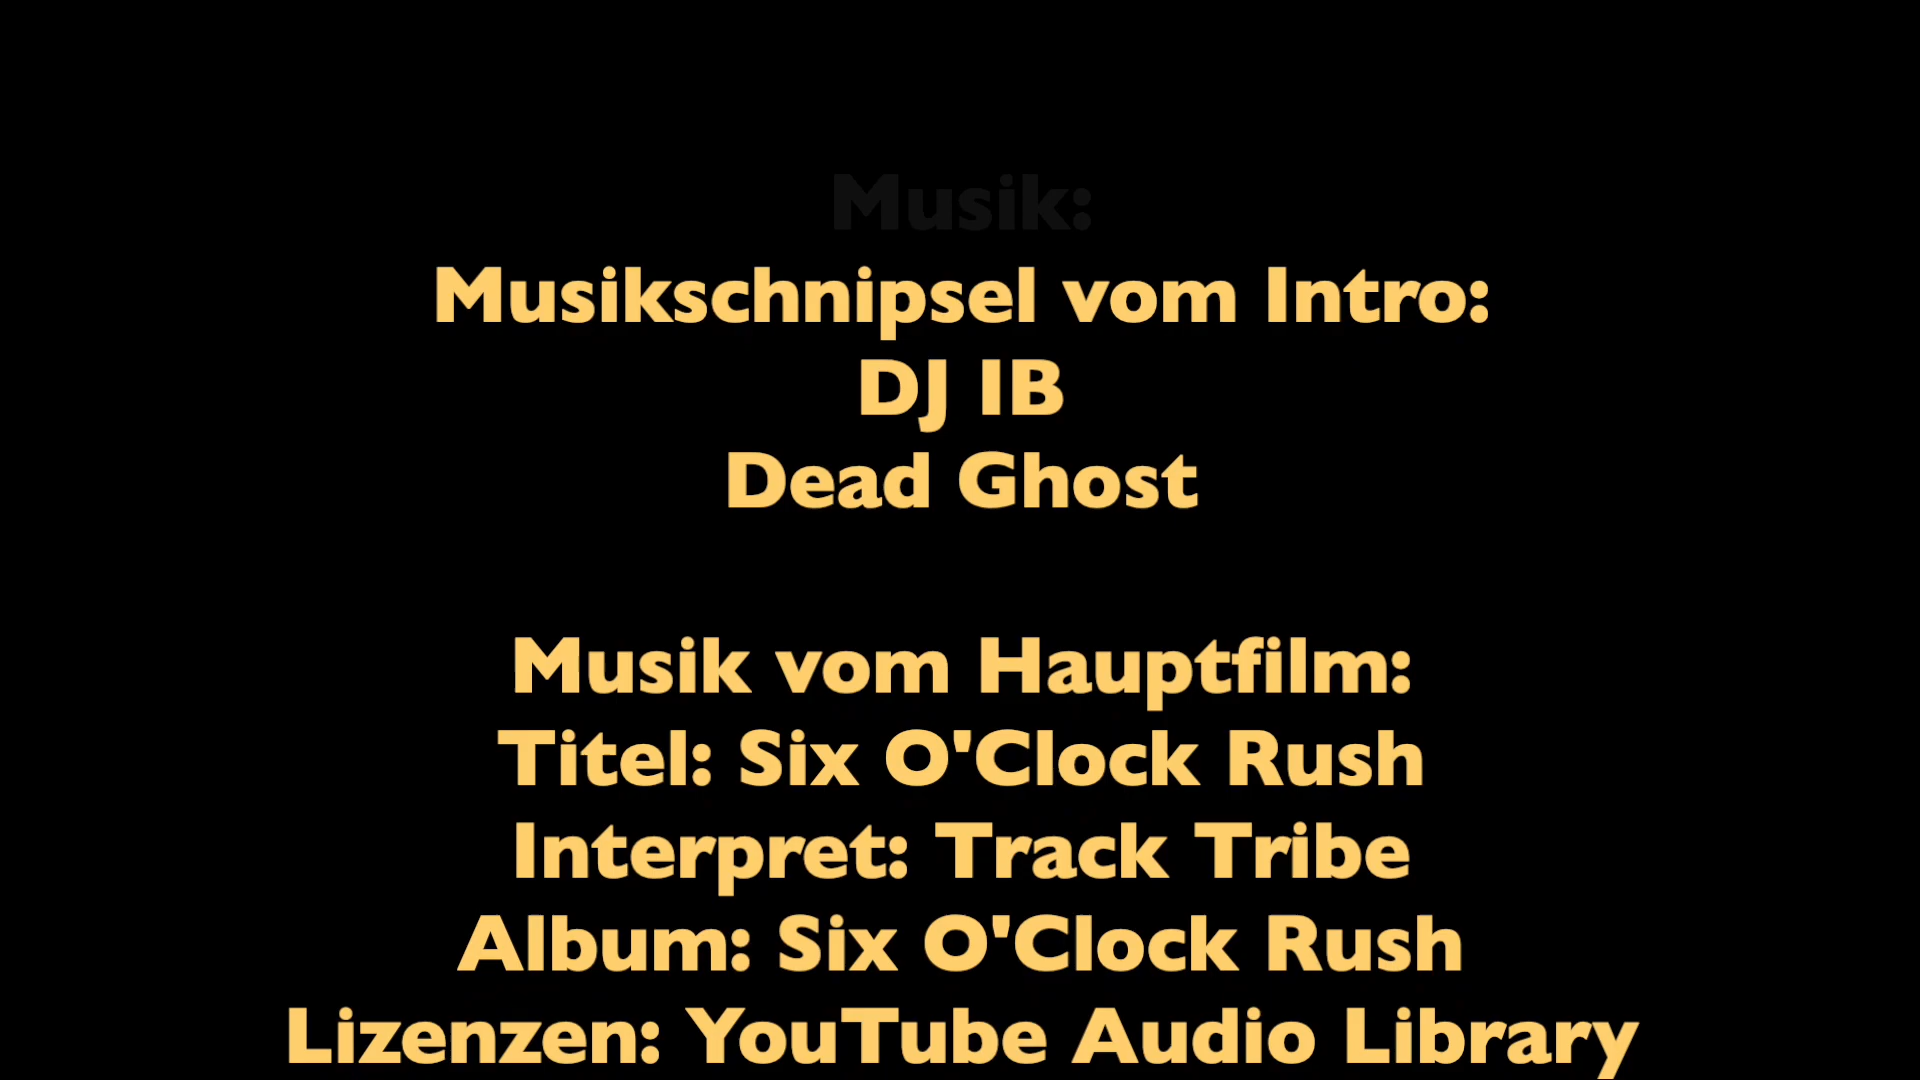 Musik:
Musikschnipsel vom Intro:
DJ IB
Dead Ghost
Musik vom Hauptfilm:
Titel: Six O'Clock Rush
Interpret: Track Tribe
Album: Six O'Clock Rush
Lizenzen: YouTube Audio Library